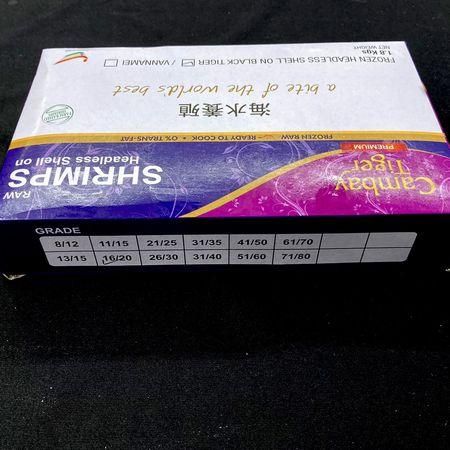 Cambay
Tiger
PREMIUM
RAW
SHRIMPS
Headless Shell on
FROZEN RAW • READY TO COOK • 0% TRANS-FAT
海水養殖
a bite of the world's best
FROZEN HEADLESS SHELL ON BLACK TIGER / VANNAMEI
1.8 Kgs
NET WEIGHT
GRADE
8/12 11/15 21/25 31/35 41/50 61/70
13/15 16/20 26/30 31/40 51/60 71/80